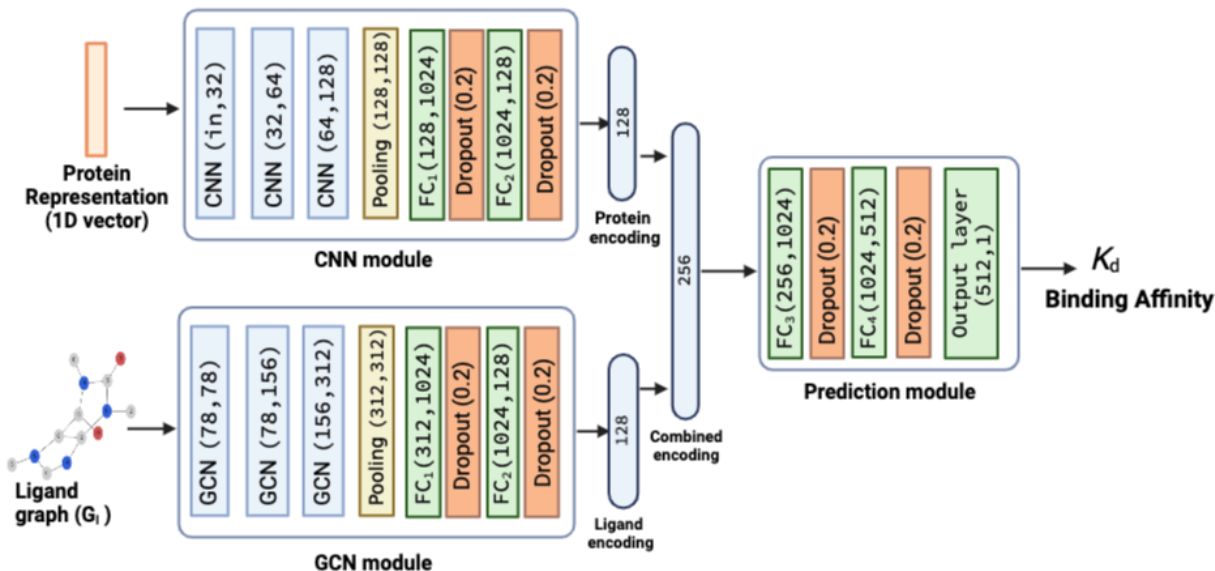 Protein
Representation
(1D vector)
CNN (in,32)
CNN (32,64)
CNN (64,128)
Pooling (128,128)
FC₁(128,1024)
Dropout (0.2)
FC₂(1024,128)
Dropout (0.2)
CNN module
128
Protein
encoding
Ligand
graph (Gₗ )
GCN (78,78)
GCN (78,156)
GCN (156,312)
Pooling (312,312)
FC₁(312,1024)
Dropout (0.2)
FC₂(1024,128)
Dropout (0.2)
GCN module
128
Ligand
encoding
256
Combined
encoding
FC₃(256,1024)
Dropout (0.2)
FC₄(1024,512)
Dropout (0.2)
Output layer
(512,1)
Prediction module
Kd
Binding Affinity